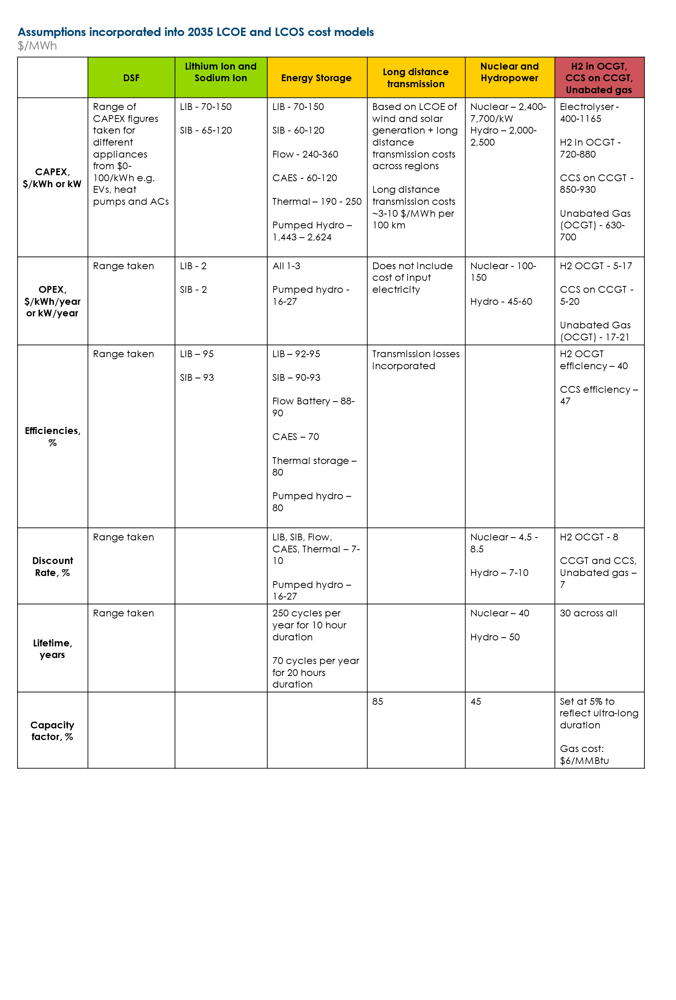 Assumptions incorporated into 2035 LCOE and LCOS cost models
$/MWh
DSF
Lithium Ion and
Sodium Ion
Energy Storage
Long distance
transmission
Nuclear and
Hydropower
H2 in OCGT,
CCS on CCGT,
Unabated gas
CAPEX,
$/kWh or kW
Range of
CAPEX figures
taken for
different
appliances
from $0-
100/kWh e.g.
EVs, heat
pumps and ACs
LIB - 70-150
SIB - 65-120
LIB - 70-150
SIB - 60-120
Flow - 240-360
CAES - 60-120
Thermal – 190 - 250
Pumped Hydro –
1,443 – 2,624
Based on LCOE of
wind and solar
generation + long
distance
transmission costs
across regions
Long distance
transmission costs
~3-10 $/MWh per
100 km
Nuclear – 2,400-
7,700/kW
Hydro – 2,000-
2,500
Electrolyser -
400-1165
H2 in OCGT -
720-880
CCS on CCGT -
850-930
Unabated Gas
(OCGT) - 630-
700
OPEX,
$/kWh/year
or kW/year
Range taken
LIB - 2
SIB - 2
All 1-3
Pumped hydro -
16-27
Does not include
cost of input
electricity
Nuclear - 100-
150
Hydro - 45-60
H2 OCGT - 5-17
CCS on CCGT -
5-20
Unabated Gas
(OCGT) - 17-21
Efficiencies,
%
Range taken
LIB – 95
SIB – 93
LIB – 92-95
SIB – 90-93
Flow Battery – 88-
90
CAES – 70
Thermal storage –
80
Pumped hydro –
80
Transmission losses
incorporated
H2 OCGT
efficiency – 40
CCS efficiency –
47
Discount
Rate, %
Range taken
LIB, SIB, Flow,
CAES, Thermal – 7-
10
Pumped hydro –
16-27
Nuclear – 4.5 -
8.5
Hydro – 7-10
H2 OCGT - 8
CCGT and CCS,
Unabated gas –
7
Lifetime,
years
Range taken
250 cycles per
year for 10 hour
duration
70 cycles per year
for 20 hours
duration
Nuclear – 40
Hydro – 50
30 across all
Capacity
factor, %
85
45
Set at 5% to
reflect ultra-long
duration
Gas cost:
$6/MMBtu